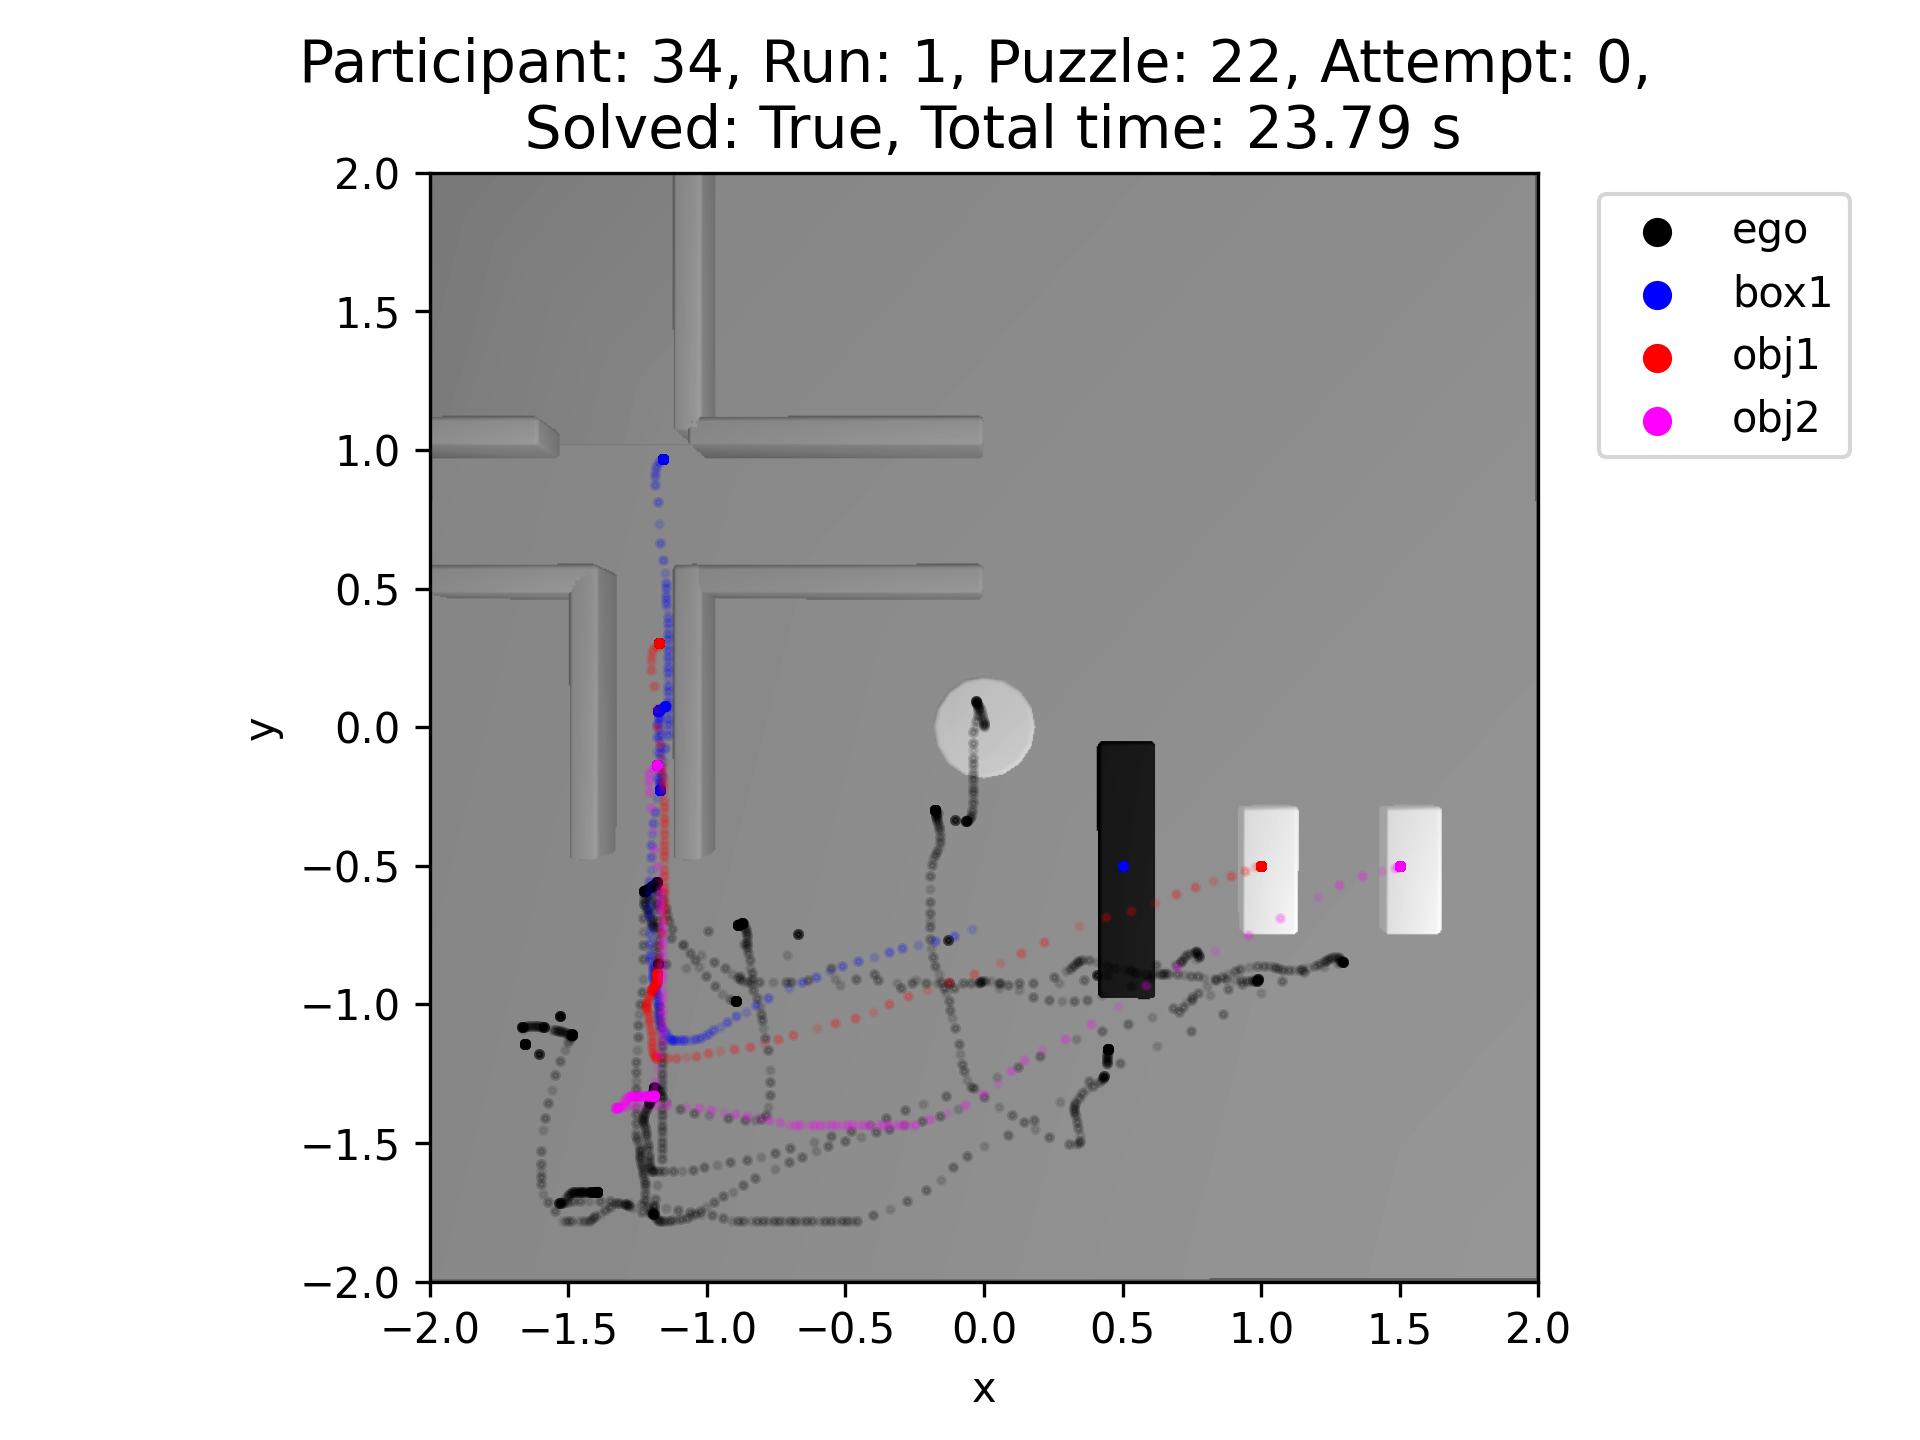 Participant: 34, Run: 1, Puzzle: 22, Attempt: 0,
Solved: True, Total time: 23.79 s
ego
box1
obj1
obj2
2.0
1.5
1.0
0.5
0.0
−0.5
−1.0
−1.5
−2.0
y
−2.0 −1.5 −1.0 −0.5 0.0 0.5 1.0 1.5 2.0
x